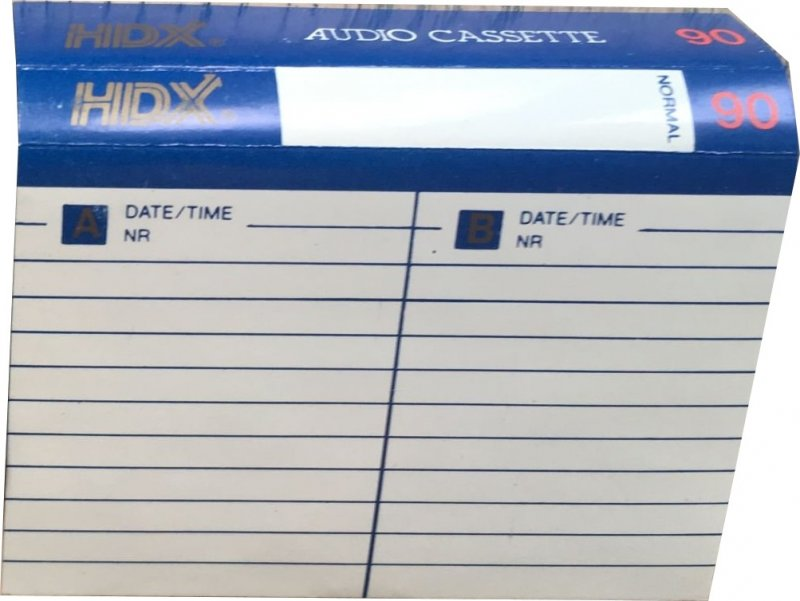 HDX® AUDIO CASSETTE 90
HDX® NORMAL 90
A DATE/TIME
NR
B DATE/TIME
NR